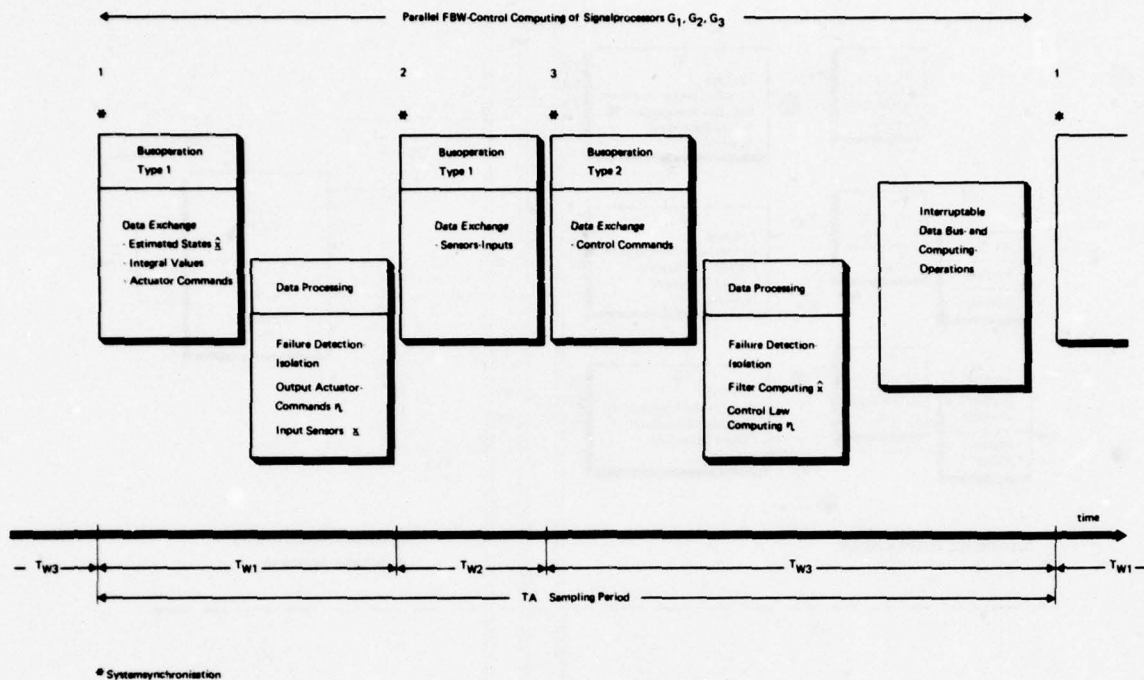 Parallel FBW-Control Computing of Signalprocessors G1, G2, G3
1
2
3
1
*
*
*
*
Busoperation
Type 1
Data Exchange
· Estimated States x̂
· Integral Values
· Actuator Commands
Data Processing
Failure Detection-
Isolation
Output Actuator-
Commands η
Input Sensors x
Busoperation
Type 1
Data Exchange
· Sensors-Inputs
Busoperation
Type 2
Data Exchange
· Control Commands
Data Processing
Failure Detection-
Isolation
Filter Computing x̂
Control Law
Computing η
Interruptable
Data Bus- and
Computing-
Operations
time
TW3
TW1
TW2
TW3
TW1
TA Sampling Period
* Systemsynchronisation